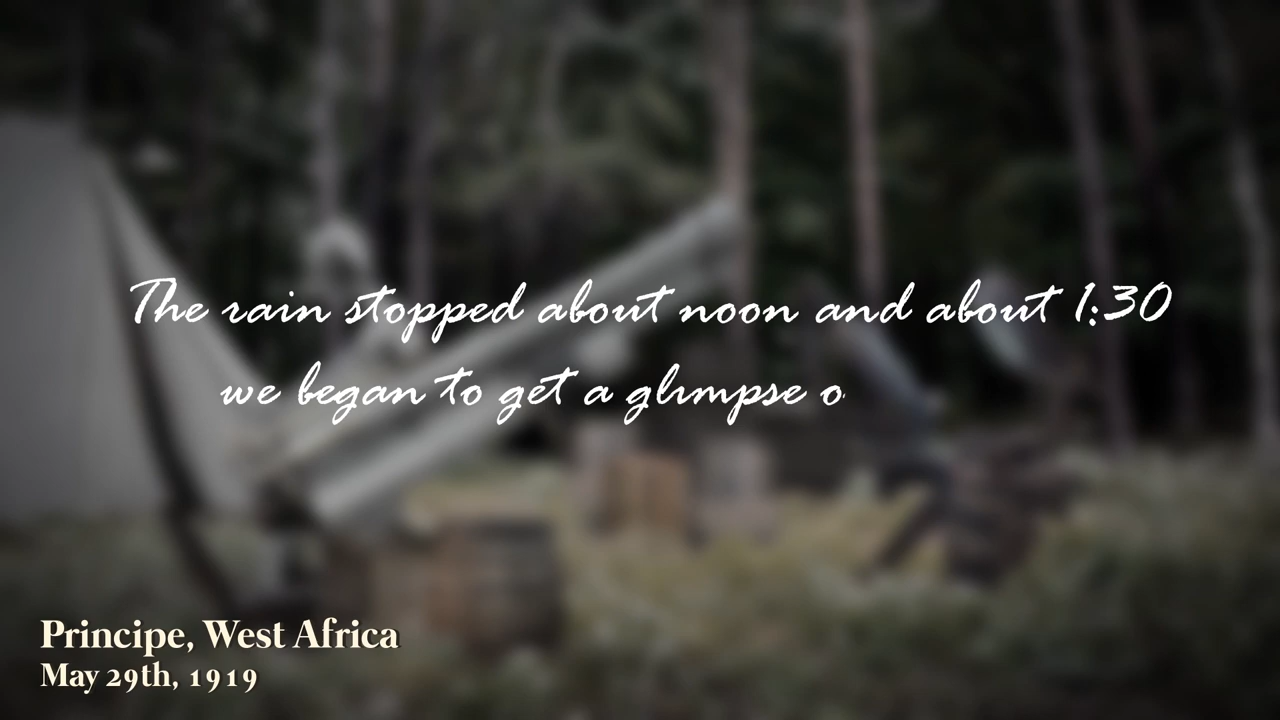 The rain stopped about noon and about 1:30
we began to get a glimpse o
Principe, West Africa
May 29th, 1919